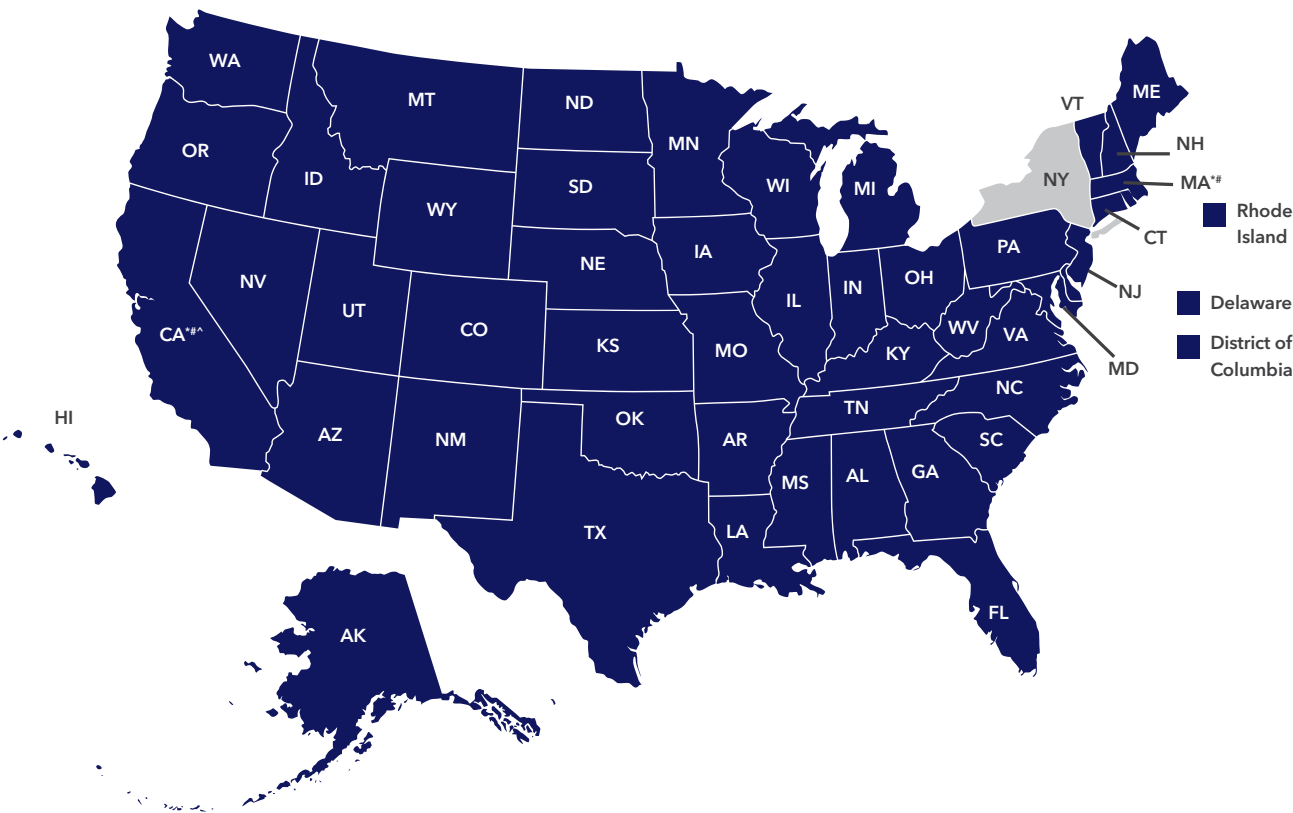 WA
MT
ND
MN
ME
VT
OR
ID
SD
WI
MI
NH
NY
MA*#
WY
Rhode
Island
CT
IA
PA
NE
NV
UT
CO
IL
IN
OH
NJ
Delaware
CA*#^
KS
MO
KY
WV
VA
District of
Columbia
MD
HI
AZ
NM
OK
AR
TN
NC
SC
MS
AL
GA
TX
LA
FL
AK